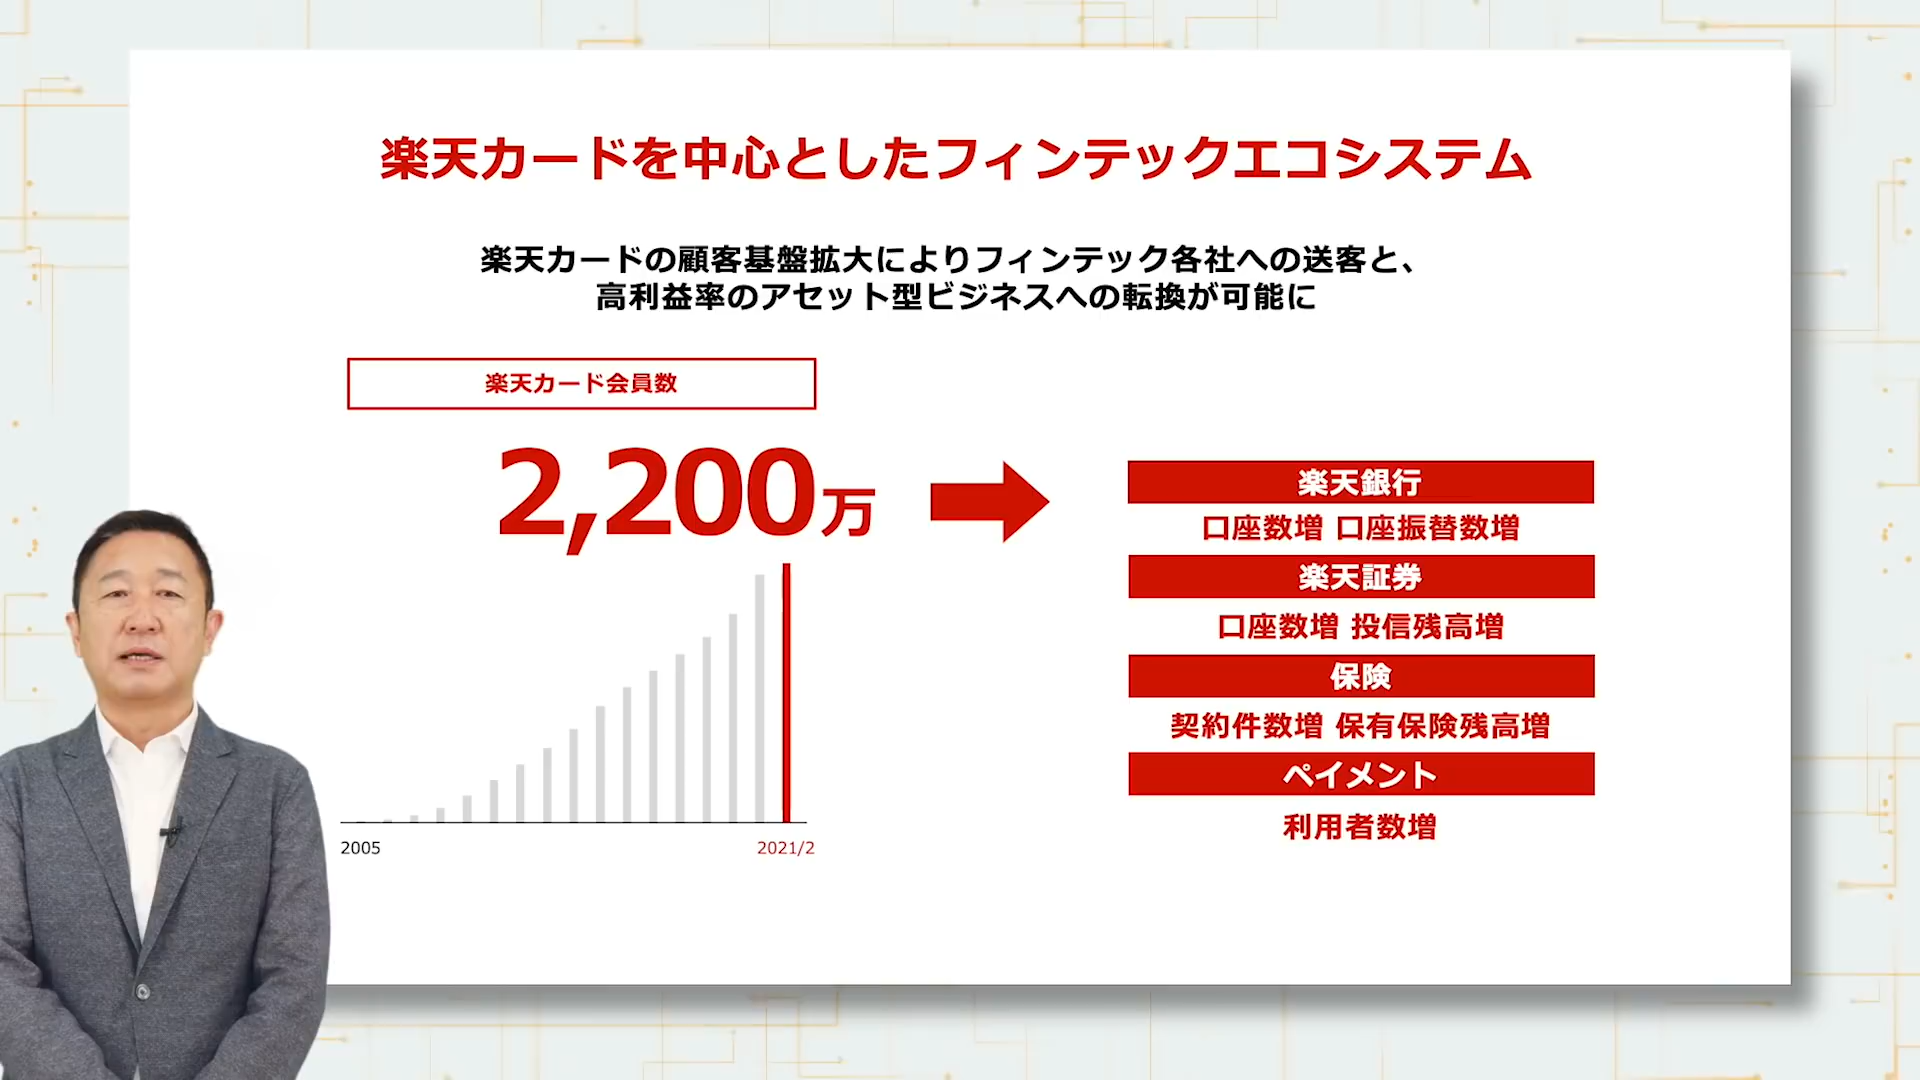 楽天カードを中心としたフィンテックエコシステム
楽天カードの顧客基盤拡大によりフィンテック各社への送客と、
高利益率のアセット型ビジネスへの転換が可能に
楽天カード会員数
2,200万
2005
2021/2
楽天銀行
口座数増 口座振替数増
楽天証券
口座数増 投信残高増
保険
契約件数増 保有保険残高増
ペイメント
利用者数増